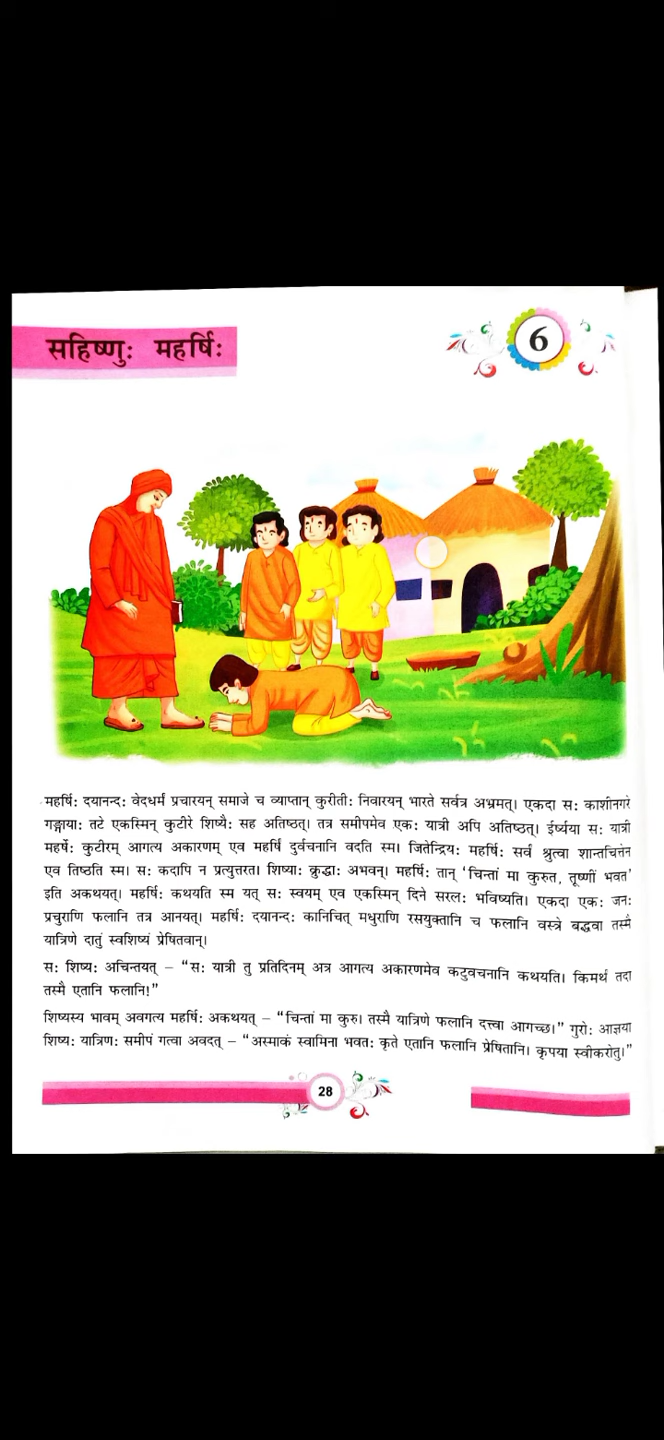 सहिष्णुः महर्षिः
6
महर्षिः दयानन्दः वेदधर्मं प्रचारयन् समाजे च व्याप्तान् कुरीतीः निवारयन् भारते सर्वत्र अभ्रमत्। एकदा सः काशीनगरे
गङ्गायाः तटे एकस्मिन् कुटीरे शिष्यैः सह अतिष्ठत्। तत्र समीपमेव एकः यात्री अपि अतिष्ठत्। ईर्ष्यया सः यात्री
महर्षेः कुटीरम् आगत्य अकारणम् एव महर्षिं दुर्वचनानि वदति स्म। जितेन्द्रियः महर्षिः सर्वं श्रुत्वा शान्तचित्तेन
एव तिष्ठति स्म। सः कदापि न प्रत्युत्तरत। शिष्याः क्रुद्धाः अभवन्। महर्षिः तान् ‘चिन्तां मा कुरुत, तूष्णीं भवत’
इति अकथयत्। महर्षिः कथयति स्म यत् सः स्वयम् एव एकस्मिन् दिने सरलः भविष्यति। एकदा एकः जनः
प्रचुराणि फलानि तत्र आनयत्। महर्षिः दयानन्दः कानिचित् मधुराणि रसयुक्तानि च फलानि वस्त्रे बद्धवा तस्मै
यात्रिणे दातुं स्वशिष्यं प्रेषितवान्।
सः शिष्यः अचिन्तयत् – “सः यात्री तु प्रतिदिनम् अत्र आगत्य अकारणमेव कटुवचनानि कथयति। किमर्थं तदा
तस्मै एतानि फलानि!”
शिष्यस्य भावम् अवगत्य महर्षिः अकथयत् – “चिन्तां मा कुरु। तस्मै यात्रिणे फलानि दत्त्वा आगच्छ।” गुरोः आज्ञया
शिष्यः यात्रिणः समीपं गत्वा अवदत् – “अस्माकं स्वामिना भवतः कृते एतानि फलानि प्रेषितानि। कृपया स्वीकरोतु।”
28